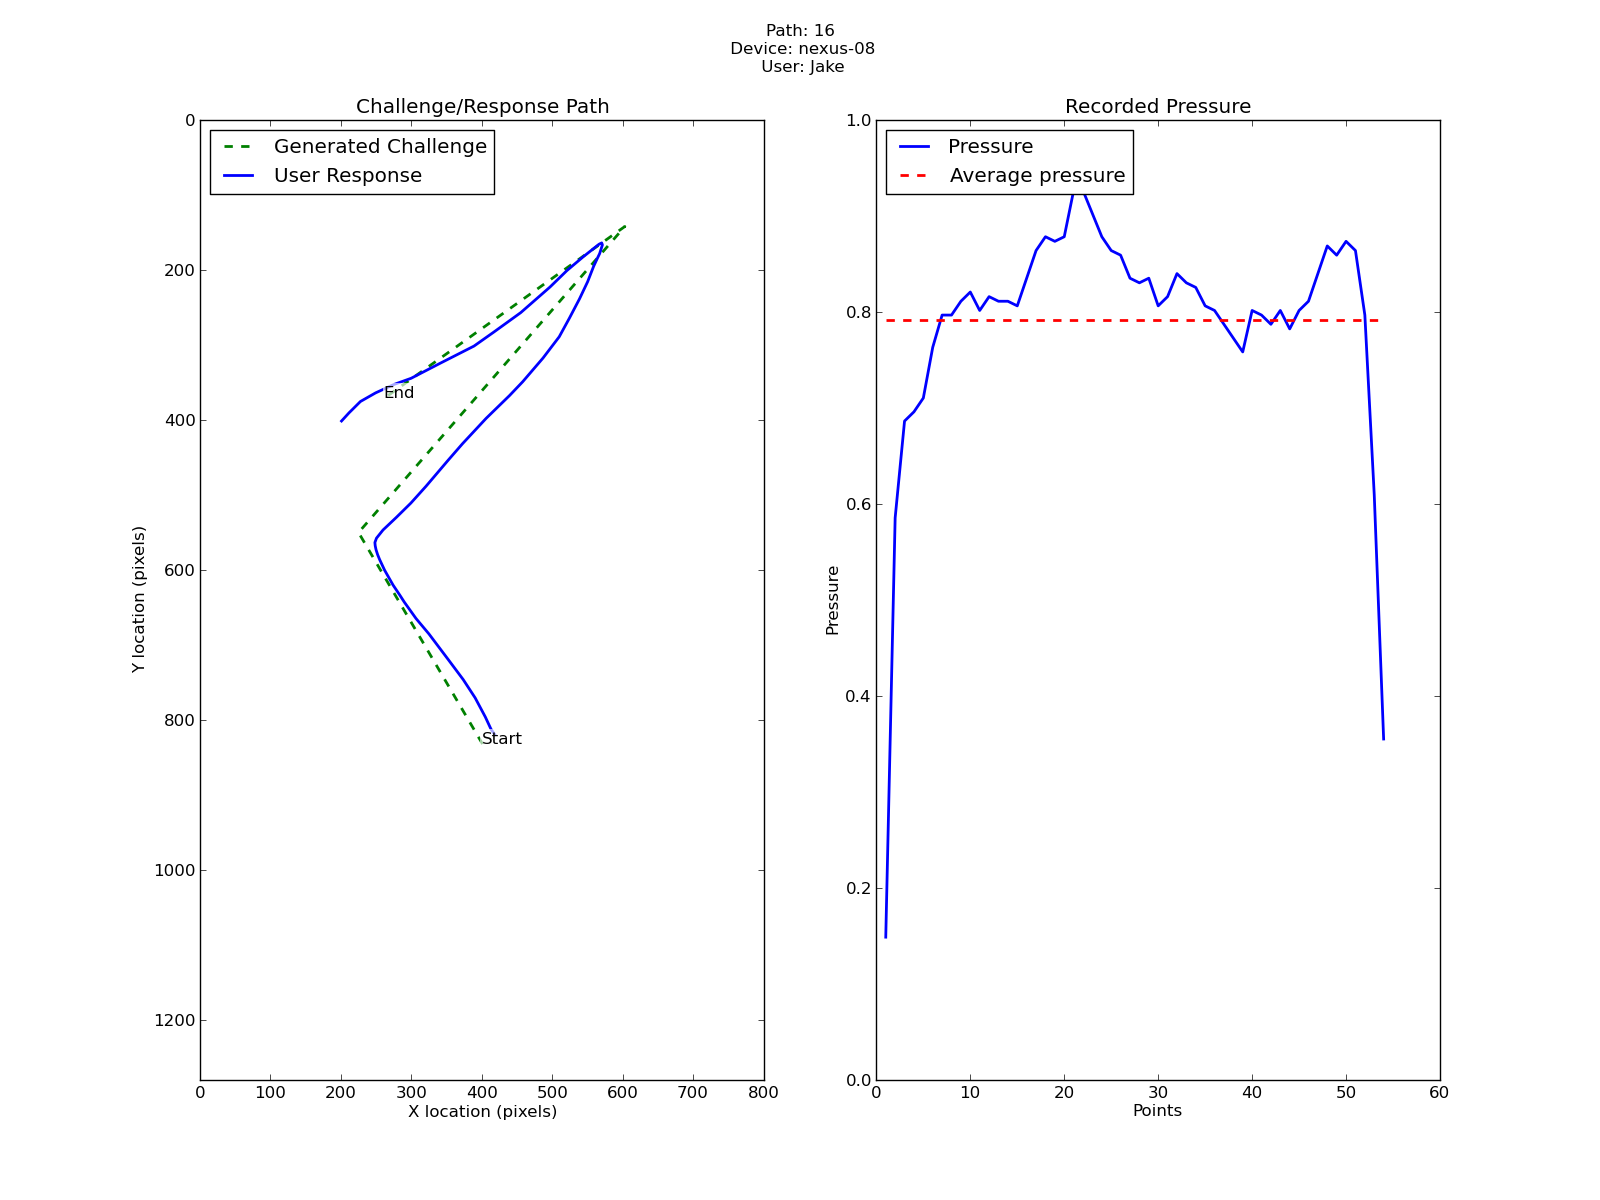 Path: 16
Device: nexus-08
User: Jake
Challenge/Response Path
Generated Challenge
User Response
0
200
400
600
800
1000
1200
Y location (pixels)
End
Start
0 100 200 300 400 500 600 700 800
X location (pixels)
Recorded Pressure
Pressure
Average pressure
1.0
0.8
0.6
0.4
0.2
0.0
Pressure
0 10 20 30 40 50 60
Points